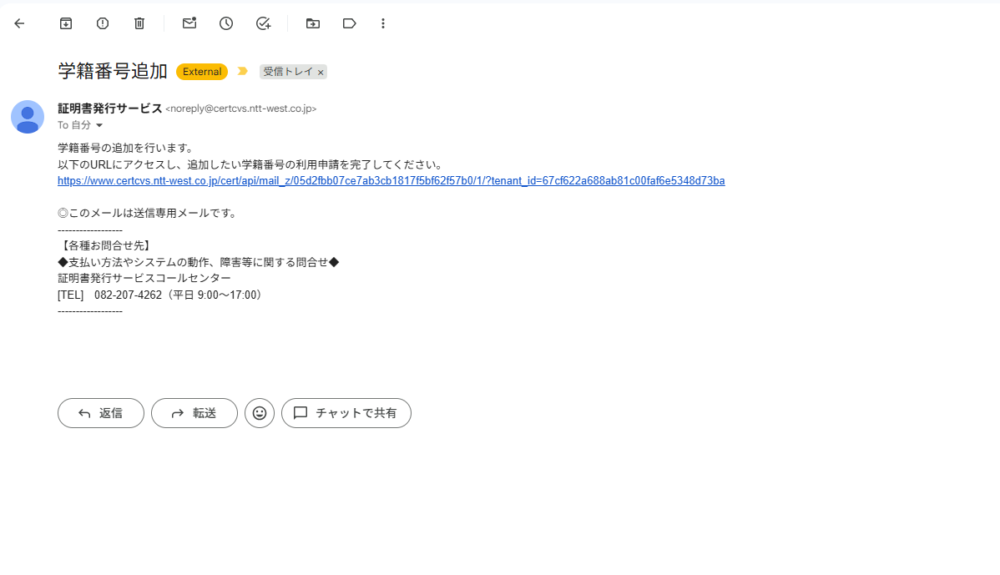 学籍番号追加 External 受信トレイ ×
証明書発行サービス <noreply@certcvs.ntt-west.co.jp>
To 自分
学籍番号の追加を行います。
以下のURLにアクセスし、追加したい学籍番号の利用申請を完了してください。
https://www.certcvs.ntt-west.co.jp/cert/api/mail_z/05d2fbb07ce7ab3cb1817f5bf62f57b0/1/?tenant_id=67cf622a688ab81c00faf6e5348d73ba
◎このメールは送信専用メールです。
------------------
【各種お問合せ先】
◆支払い方法やシステムの動作、障害等に関する問合せ◆
証明書発行サービスコールセンター
[TEL]　082-207-4262（平日 9:00〜17:00）
------------------
返信 転送 チャットで共有